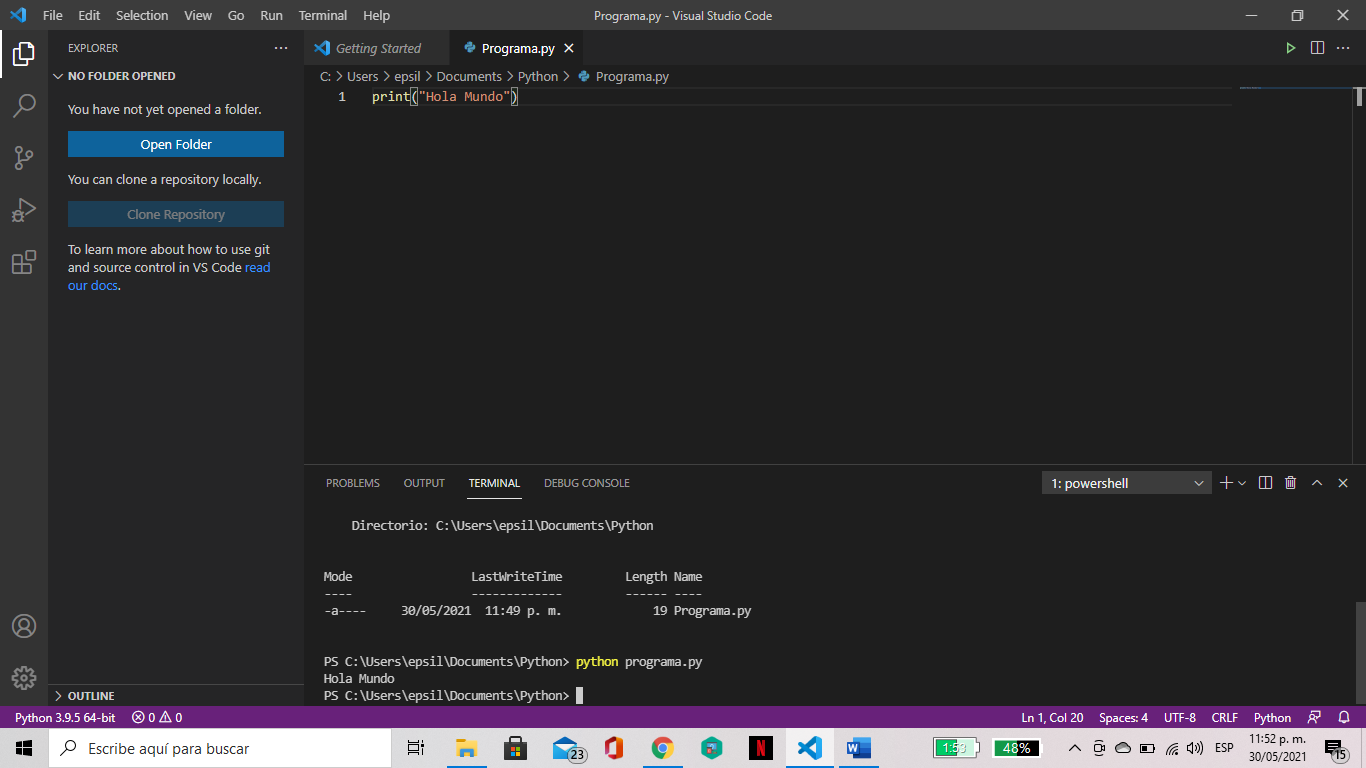 File Edit Selection View Go Run Terminal Help Programa.py - Visual Studio Code
EXPLORER
NO FOLDER OPENED
You have not yet opened a folder.
Open Folder
You can clone a repository locally.
Clone Repository
To learn more about how to use git
and source control in VS Code read
our docs.
OUTLINE
Getting Started Programa.py
C: > Users > epsil > Documents > Python > Programa.py
1 print("Hola Mundo")
PROBLEMS OUTPUT TERMINAL DEBUG CONSOLE 1: powershell
Directorio: C:\Users\epsil\Documents\Python
Mode LastWriteTime Length Name
---- ------------- ------ ----
-a---- 30/05/2021 11:49 p. m. 19 Programa.py
PS C:\Users\epsil\Documents\Python> python programa.py
Hola Mundo
PS C:\Users\epsil\Documents\Python>
Python 3.9.5 64-bit 0 0 Ln 1, Col 20 Spaces: 4 UTF-8 CRLF Python
Escribe aquí para buscar 23 N W 1:53 48% ESP 11:52 p. m.
30/05/2021 15